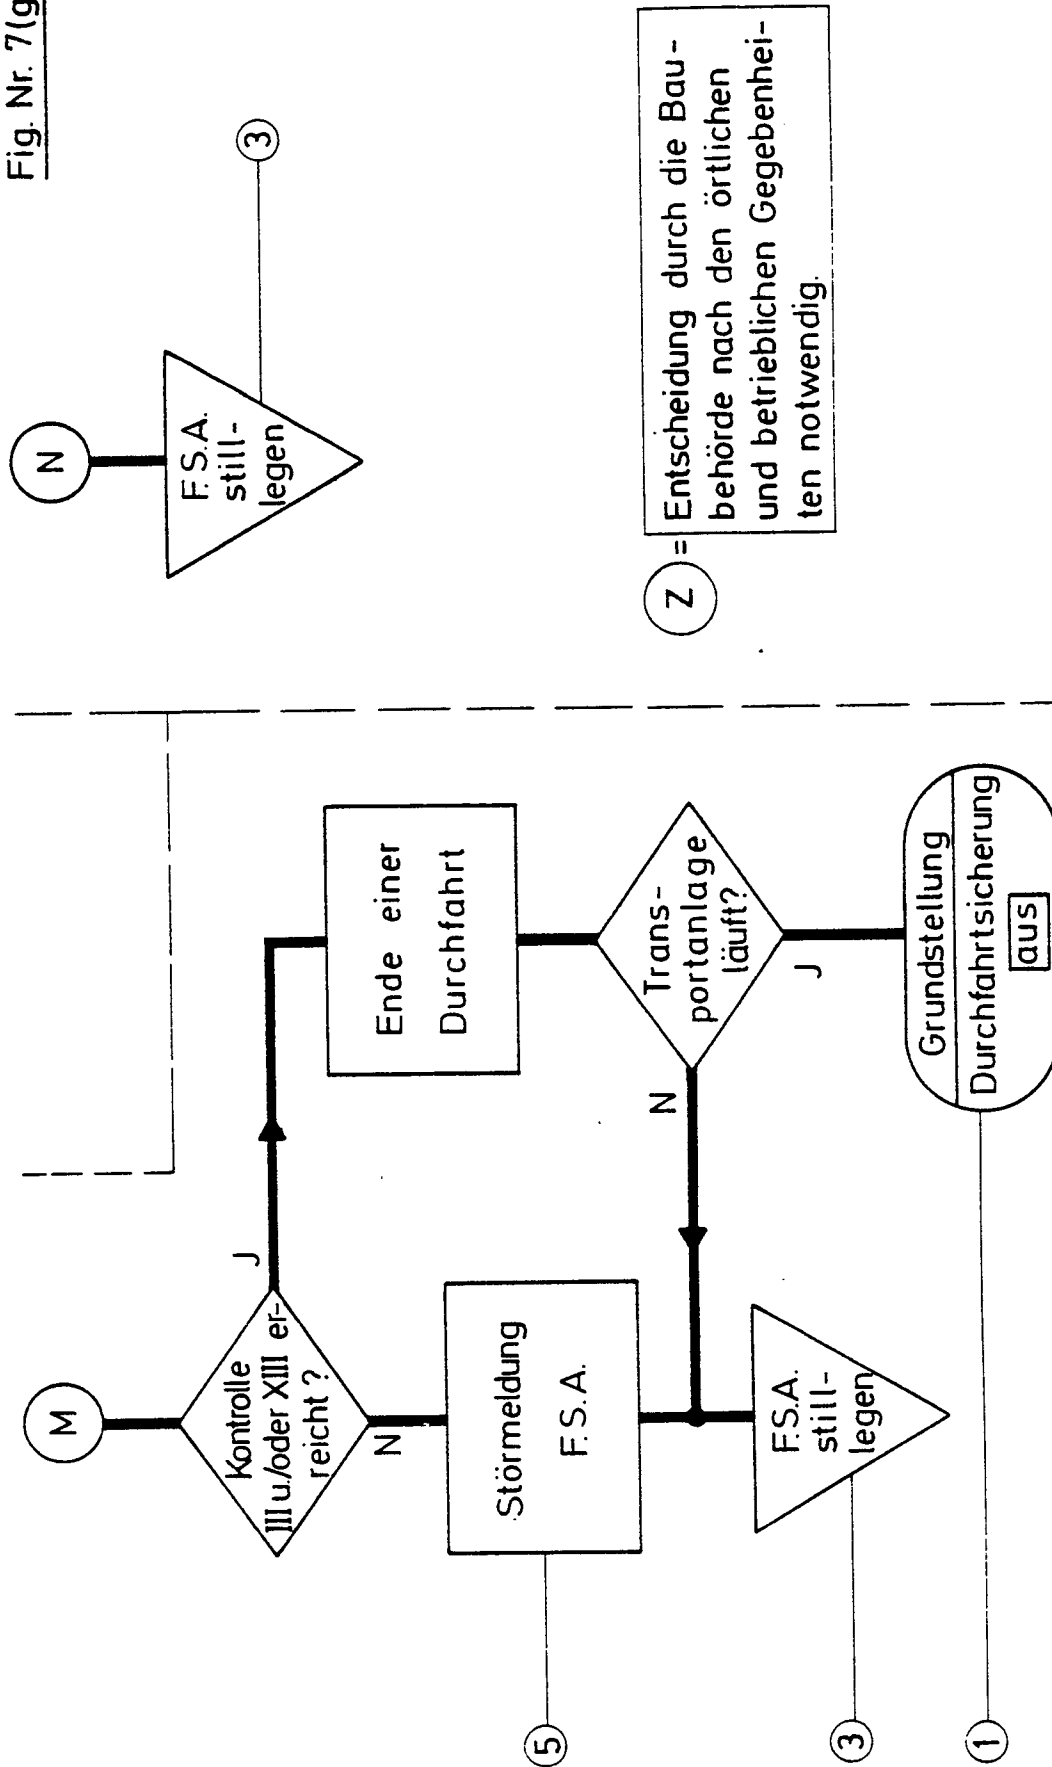 Fig. Nr. 7(g
M
Kontrolle
III u./oder XIII er-
reicht ?
J
N
Störmeldung
F.S.A.
5
F.S.A.
still-
legen
3
Ende einer
Durchfahrt
Trans-
portanlage
läuft?
N
J
Grundstellung
Durchfahrtsicherung
aus
1
N
F.S.A.
still-
legen
3
Z = Entscheidung durch die Bau-
behörde nach den örtlichen
und betrieblichen Gegebenhei-
ten notwendig.